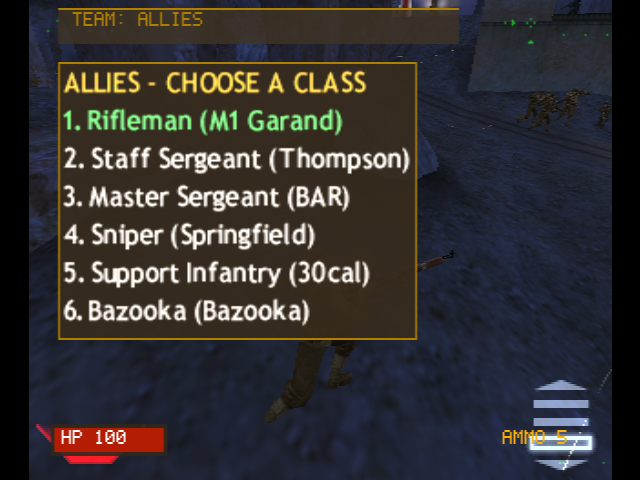 TEAM: ALLIES
ALLIES - CHOOSE A CLASS
1. Rifleman (M1 Garand)
2. Staff Sergeant (Thompson)
3. Master Sergeant (BAR)
4. Sniper (Springfield)
5. Support Infantry (30cal)
6. Bazooka (Bazooka)
HP 100
AMMO 5